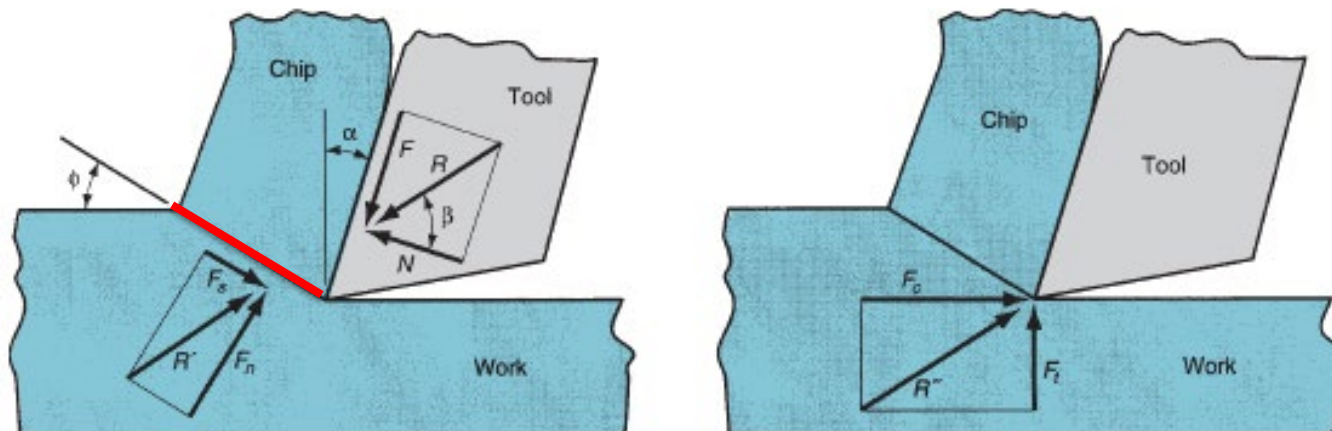 Chip
Tool
α
F
R
ϕ
β
N
Fs
R'
Fn
Work
Chip
Tool
Fc
R'''
Ft
Work